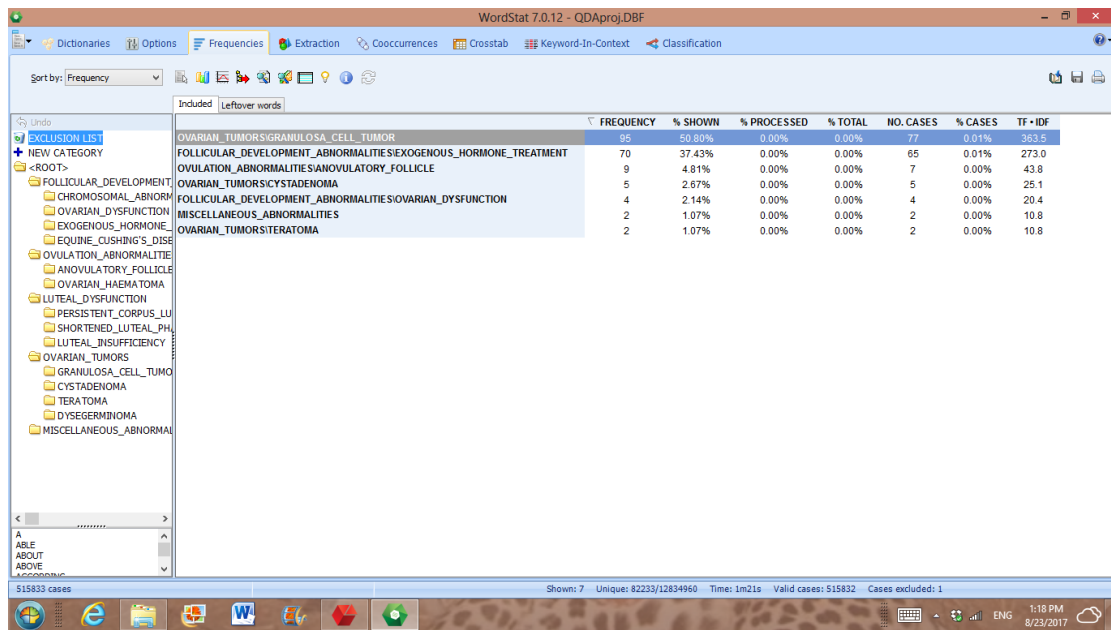 WordStat 7.0.12 - QDAproj.DBF
Dictionaries Options Frequencies Extraction Cooccurrences Crosstab Keyword-In-Context Classification
Sort by: Frequency
Included Leftover words
Undo
EXCLUSION LIST
NEW CATEGORY
<ROOT>
FOLLICULAR_DEVELOPMENT_
CHROMOSOMAL_ABNORM
OVARIAN_DYSFUNCTION
EXOGENOUS_HORMONE_
EQUINE_CUSHING'S_DISE
OVULATION_ABNORMALITIE
ANOVULATORY_FOLLICLE
OVARIAN_HAEMATOMA
LUTEAL_DYSFUNCTION
PERSISTENT_CORPUS_LU
SHORTENED_LUTEAL_PHA
LUTEAL_INSUFFICIENCY
OVARIAN_TUMORS
GRANULOSA_CELL_TUMO
CYSTADENOMA
TERATOMA
DYSEGERMINOMA
MISCELLANEOUS_ABNORMAL
A
ABLE
ABOUT
ABOVE
ACCORDING
FREQUENCY % SHOWN % PROCESSED % TOTAL NO. CASES % CASES TF • IDF
OVARIAN_TUMORS\GRANULOSA_CELL_TUMOR 95 50.80% 0.00% 0.00% 77 0.01% 363.5
FOLLICULAR_DEVELOPMENT_ABNORMALITIES\EXOGENOUS_HORMONE_TREATMENT 70 37.43% 0.00% 0.00% 65 0.01% 273.0
OVULATION_ABNORMALITIES\ANOVULATORY_FOLLICLE 9 4.81% 0.00% 0.00% 7 0.00% 43.8
OVARIAN_TUMORS\CYSTADENOMA 5 2.67% 0.00% 0.00% 5 0.00% 25.1
FOLLICULAR_DEVELOPMENT_ABNORMALITIES\OVARIAN_DYSFUNCTION 4 2.14% 0.00% 0.00% 4 0.00% 20.4
MISCELLANEOUS_ABNORMALITIES 2 1.07% 0.00% 0.00% 2 0.00% 10.8
OVARIAN_TUMORS\TERATOMA 2 1.07% 0.00% 0.00% 2 0.00% 10.8
515833 cases Shown: 7 Unique: 82233/12834960 Time: 1m21s Valid cases: 515832 Cases excluded: 1
ENG 1:18 PM
8/23/2017